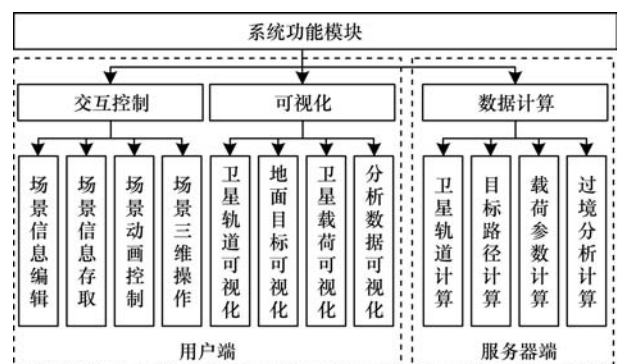 系统功能模块
交互控制
可视化
数据计算
场景信息编辑
场景信息存取
场景动画控制
场景三维操作
卫星轨道可视化
地面目标可视化
卫星载荷可视化
分析数据可视化
卫星轨道计算
目标路径计算
载荷参数计算
过境分析计算
用户端
服务器端